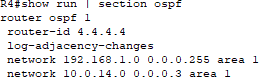 R4#show run | section ospf
router ospf 1
 router-id 4.4.4.4
 log-adjacency-changes
 network 192.168.1.0 0.0.0.255 area 1
 network 10.0.14.0 0.0.0.3 area 1